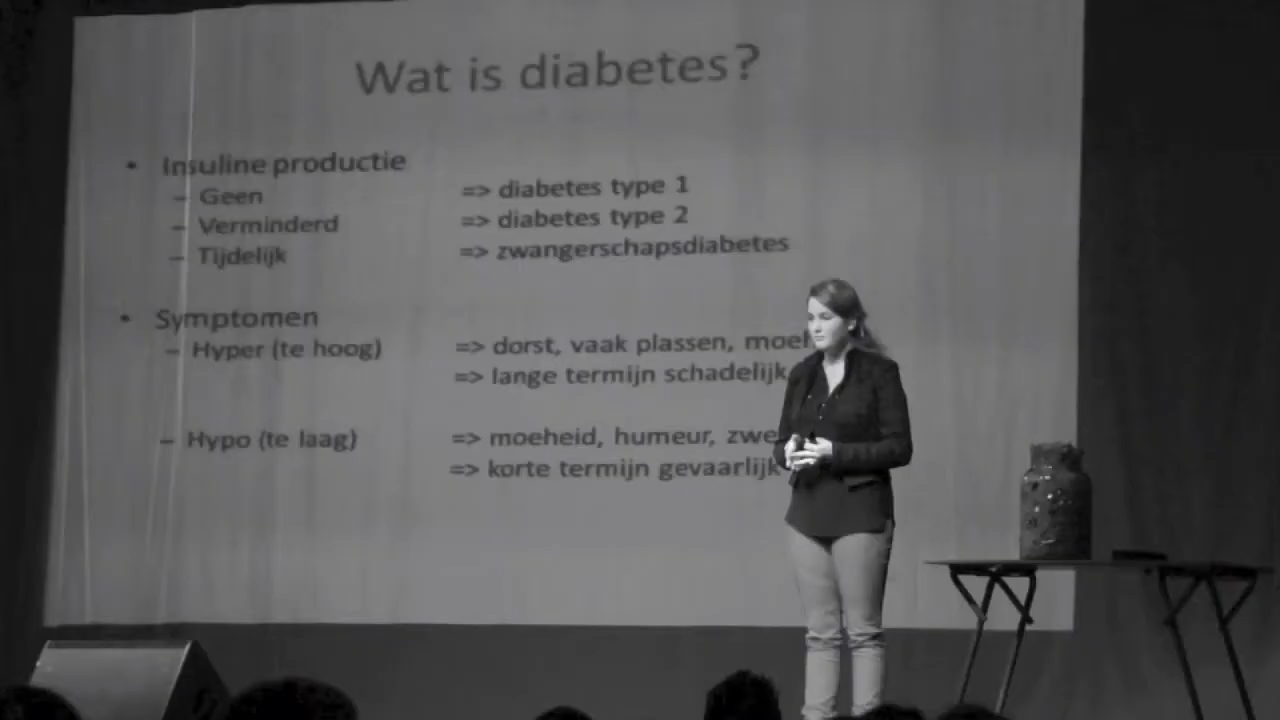 Wat is diabetes?
• Insuline productie
– Geen => diabetes type 1
– Verminderd => diabetes type 2
– Tijdelijk => zwangerschapsdiabetes
• Symptomen
– Hyper (te hoog) => dorst, vaak plassen,
=> lange termijn schadelijk
– Hypo (te laag) => moeheid, humeur,
=> korte termijn gevaarlijk